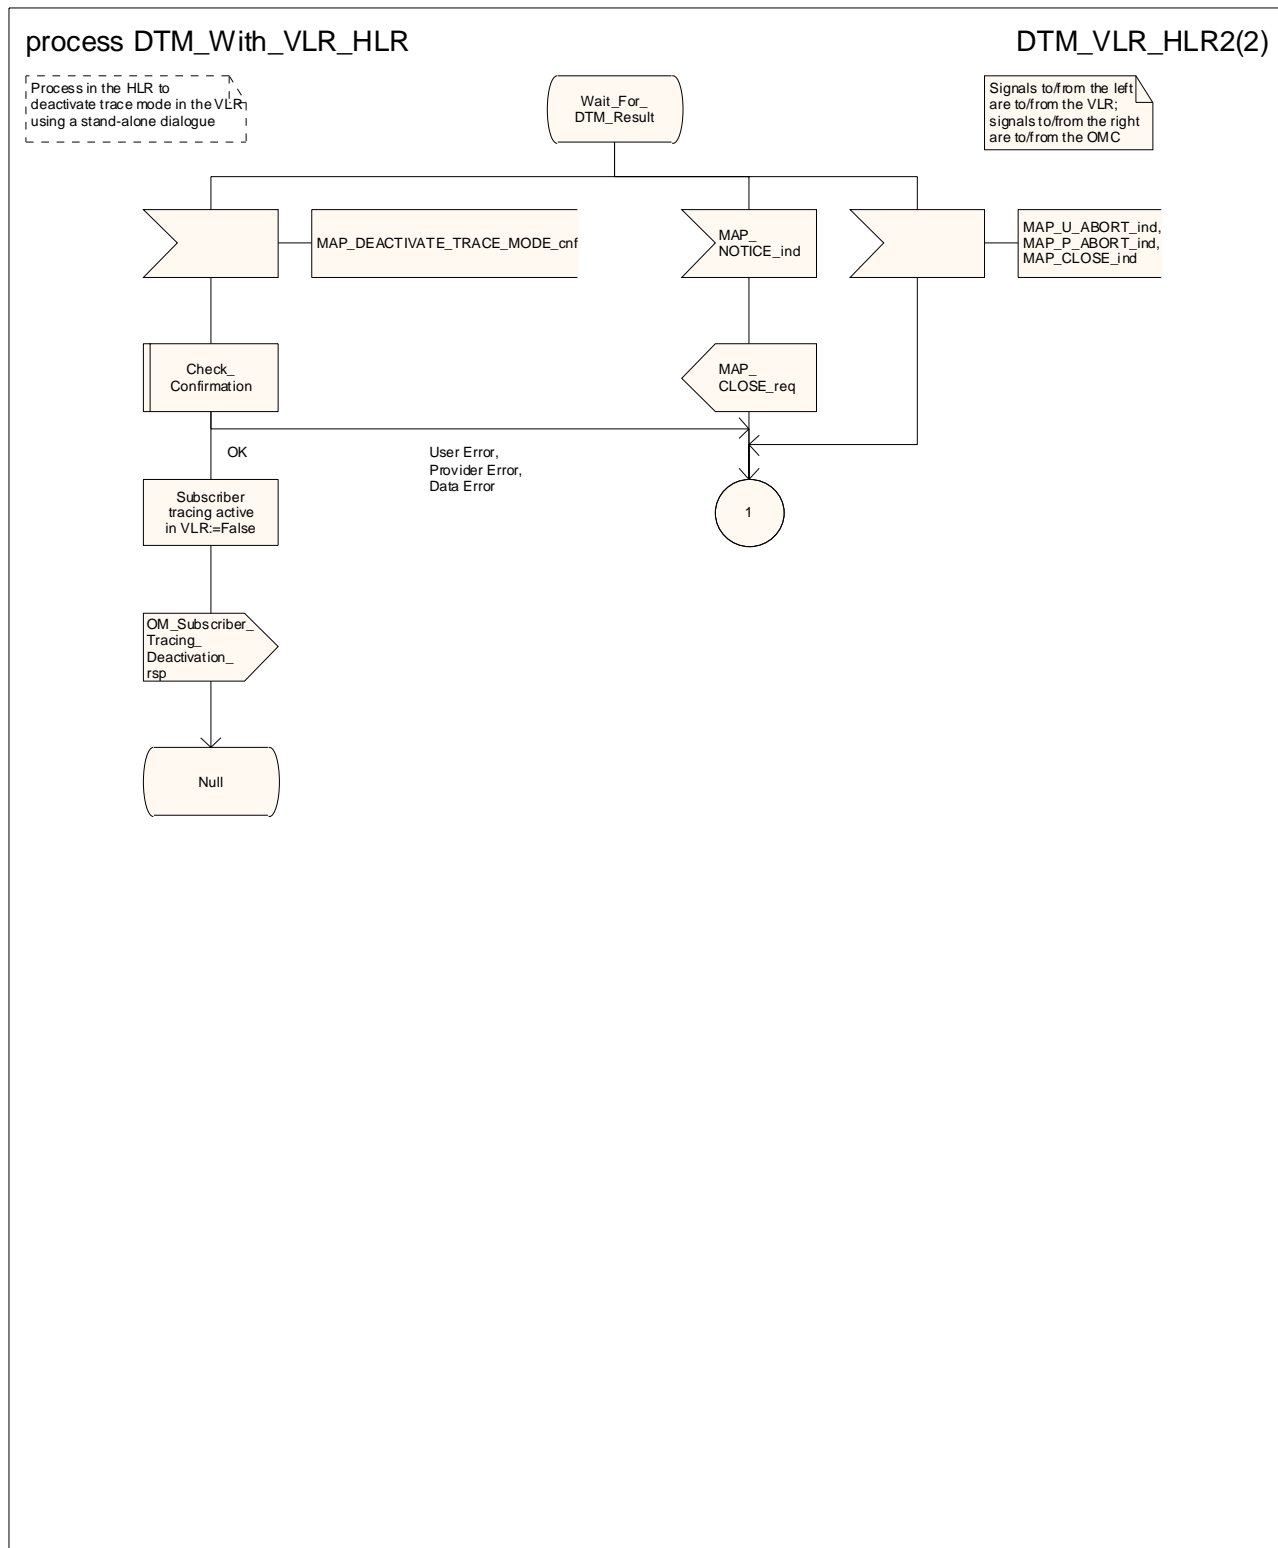 process DTM_With_VLR_HLR
DTM_VLR_HLR2(2)
Process in the HLR to
deactivate trace mode in the VLR
using a stand-alone dialogue
Wait_For_
DTM_Result
Signals to/from the left
are to/from the VLR;
signals to/from the right
are to/from the OMC
MAP_DEACTIVATE_TRACE_MODE_cnf
MAP_
NOTICE_ind
MAP_U_ABORT_ind,
MAP_P_ABORT_ind,
MAP_CLOSE_ind
Check_
Confirmation
MAP_
CLOSE_req
OK
User Error,
Provider Error,
Data Error
Subscriber
tracing active
in VLR:=False
1
OM_Subscriber_
Tracing_
Deactivation_
rsp
Null